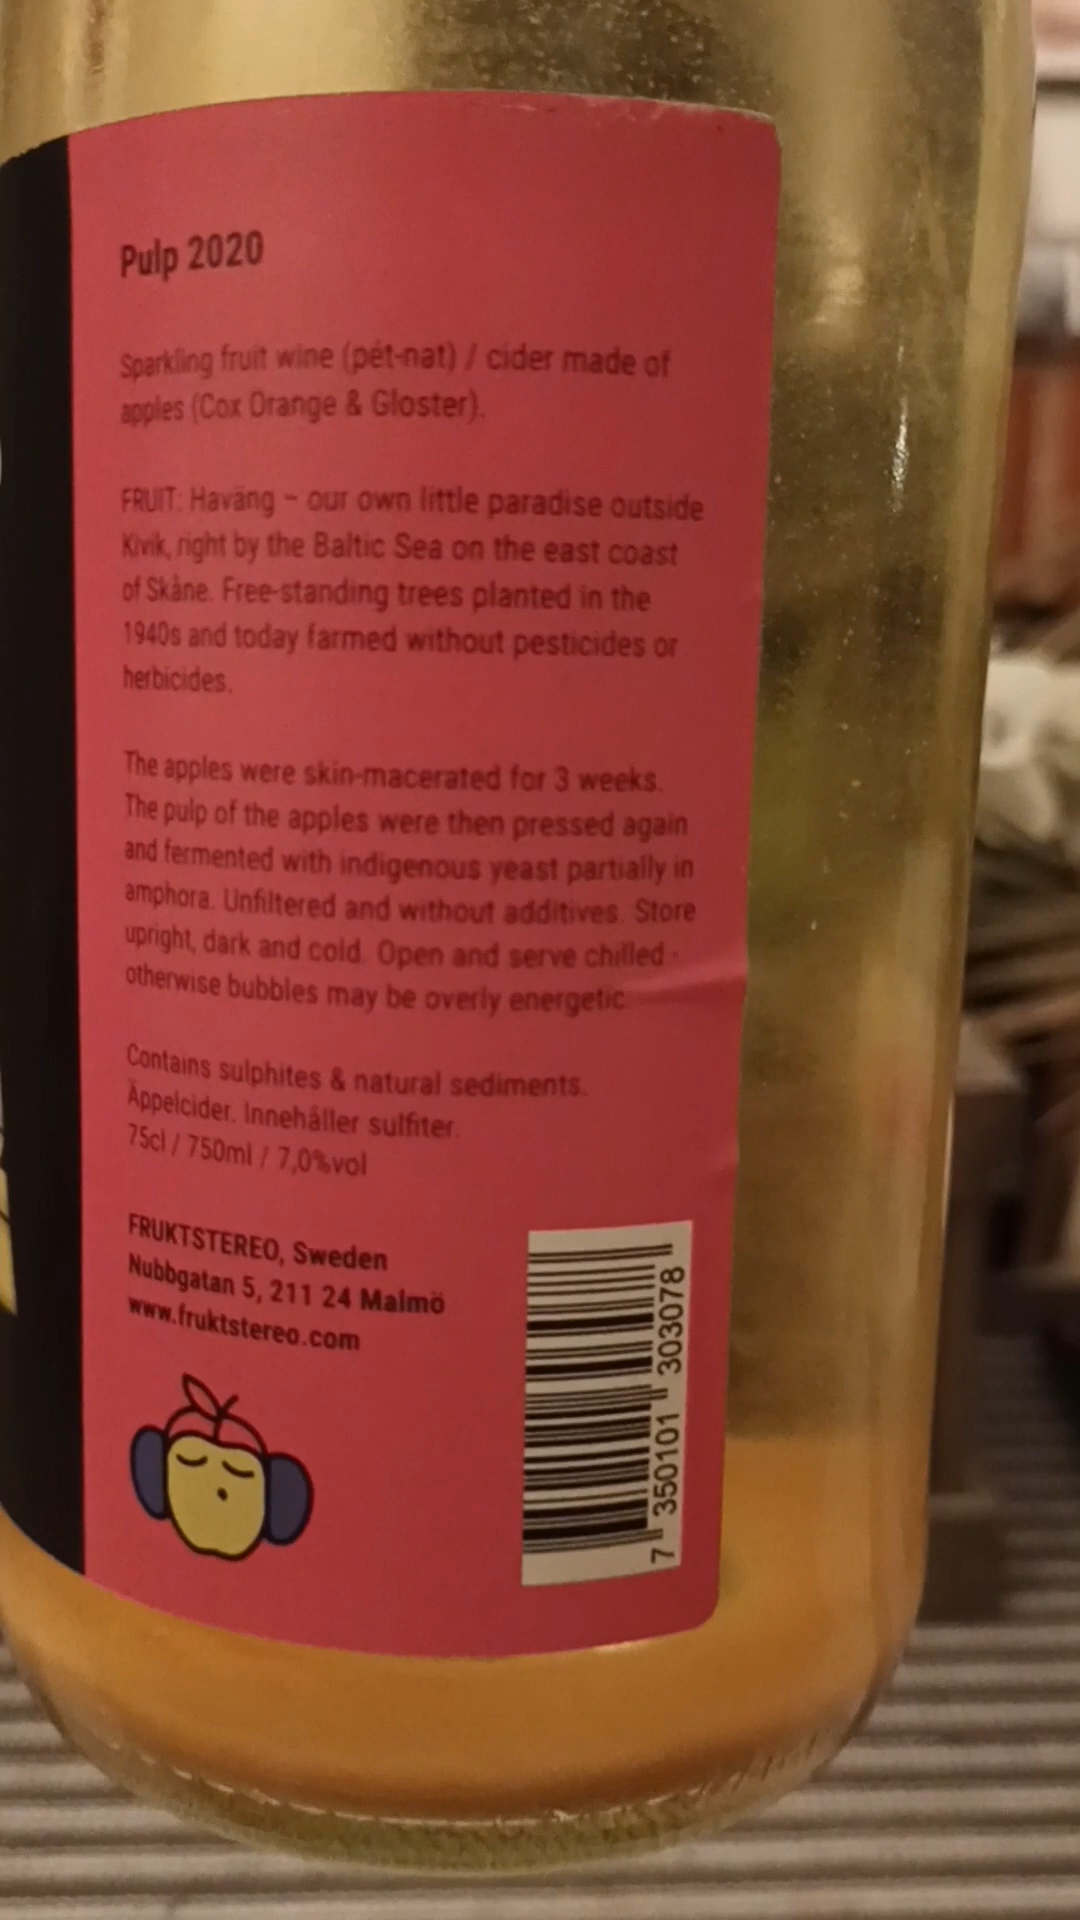 Pulp 2020
Sparkling fruit wine (pét-nat) / cider made of
apples (Cox Orange & Gloster).
FRUIT: Haväng – our own little paradise outside
Kivik, right by the Baltic Sea on the east coast
of Skåne. Free-standing trees planted in the
1940s and today farmed without pesticides or
herbicides.
The apples were skin-macerated for 3 weeks.
The pulp of the apples were then pressed again
and fermented with indigenous yeast partially in
amphora. Unfiltered and without additives. Store
upright, dark and cold. Open and serve chilled -
otherwise bubbles may be overly energetic.
Contains sulphites & natural sediments.
Äppelcider. Innehåller sulfiter.
75cl / 750ml / 7,0%vol
FRUKTSTEREO, Sweden
Nubbgatan 5, 211 24 Malmö
www.fruktstereo.com
7 350101 303078